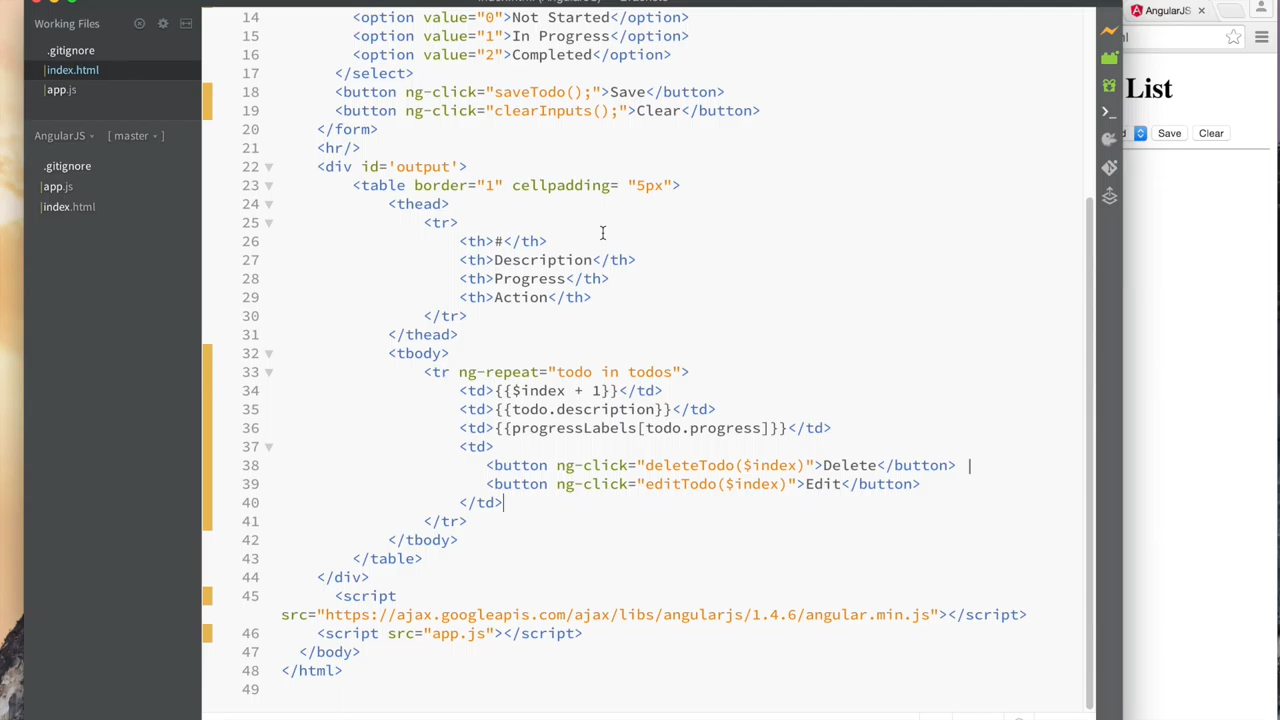 Working Files
.gitignore
index.html
app.js
AngularJS
[ master ]
.gitignore
app.js
index.html
14 <option value="0">Not Started</option>
15 <option value="1">In Progress</option>
16 <option value="2">Completed</option>
17 </select>
18 <button ng-click="saveTodo();">Save</button>
19 <button ng-click="clearInputs();">Clear</button>
20 </form>
21 <hr/>
22 <div id='output'>
23 <table border="1" cellpadding= "5px">
24 <thead>
25 <tr>
26 <th>#</th>
27 <th>Description</th>
28 <th>Progress</th>
29 <th>Action</th>
30 </tr>
31 </thead>
32 <tbody>
33 <tr ng-repeat="todo in todos">
34 <td>{{$index + 1}}</td>
35 <td>{{todo.description}}</td>
36 <td>{{progressLabels[todo.progress]}}</td>
37 <td>
38 <button ng-click="deleteTodo($index)">Delete</button> |
39 <button ng-click="editTodo($index)">Edit</button>
40 </td>
41 </tr>
42 </tbody>
43 </table>
44 </div>
45 <script
src="https://ajax.googleapis.com/ajax/libs/angularjs/1.4.6/angular.min.js"></script>
46 <script src="app.js"></script>
47 </body>
48 </html>
49
AngularJS
List
Save Clear